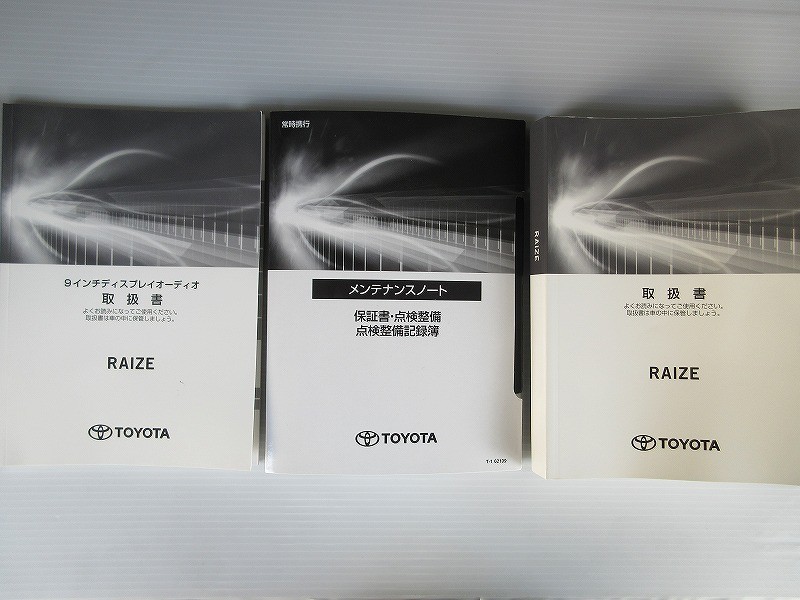 9インチディスプレイオーディオ
取扱書
よくお読みになってご使用ください。
取扱書は車の中に保管しましょう。
RAIZE
TOYOTA
常時携行
メンテナンスノート
保証書・点検整備
点検整備記録簿
TOYOTA
T-1 02109
RAIZE
取扱書
よくお読みになってご使用ください。
取扱書は車の中に保管しましょう。
RAIZE
TOYOTA